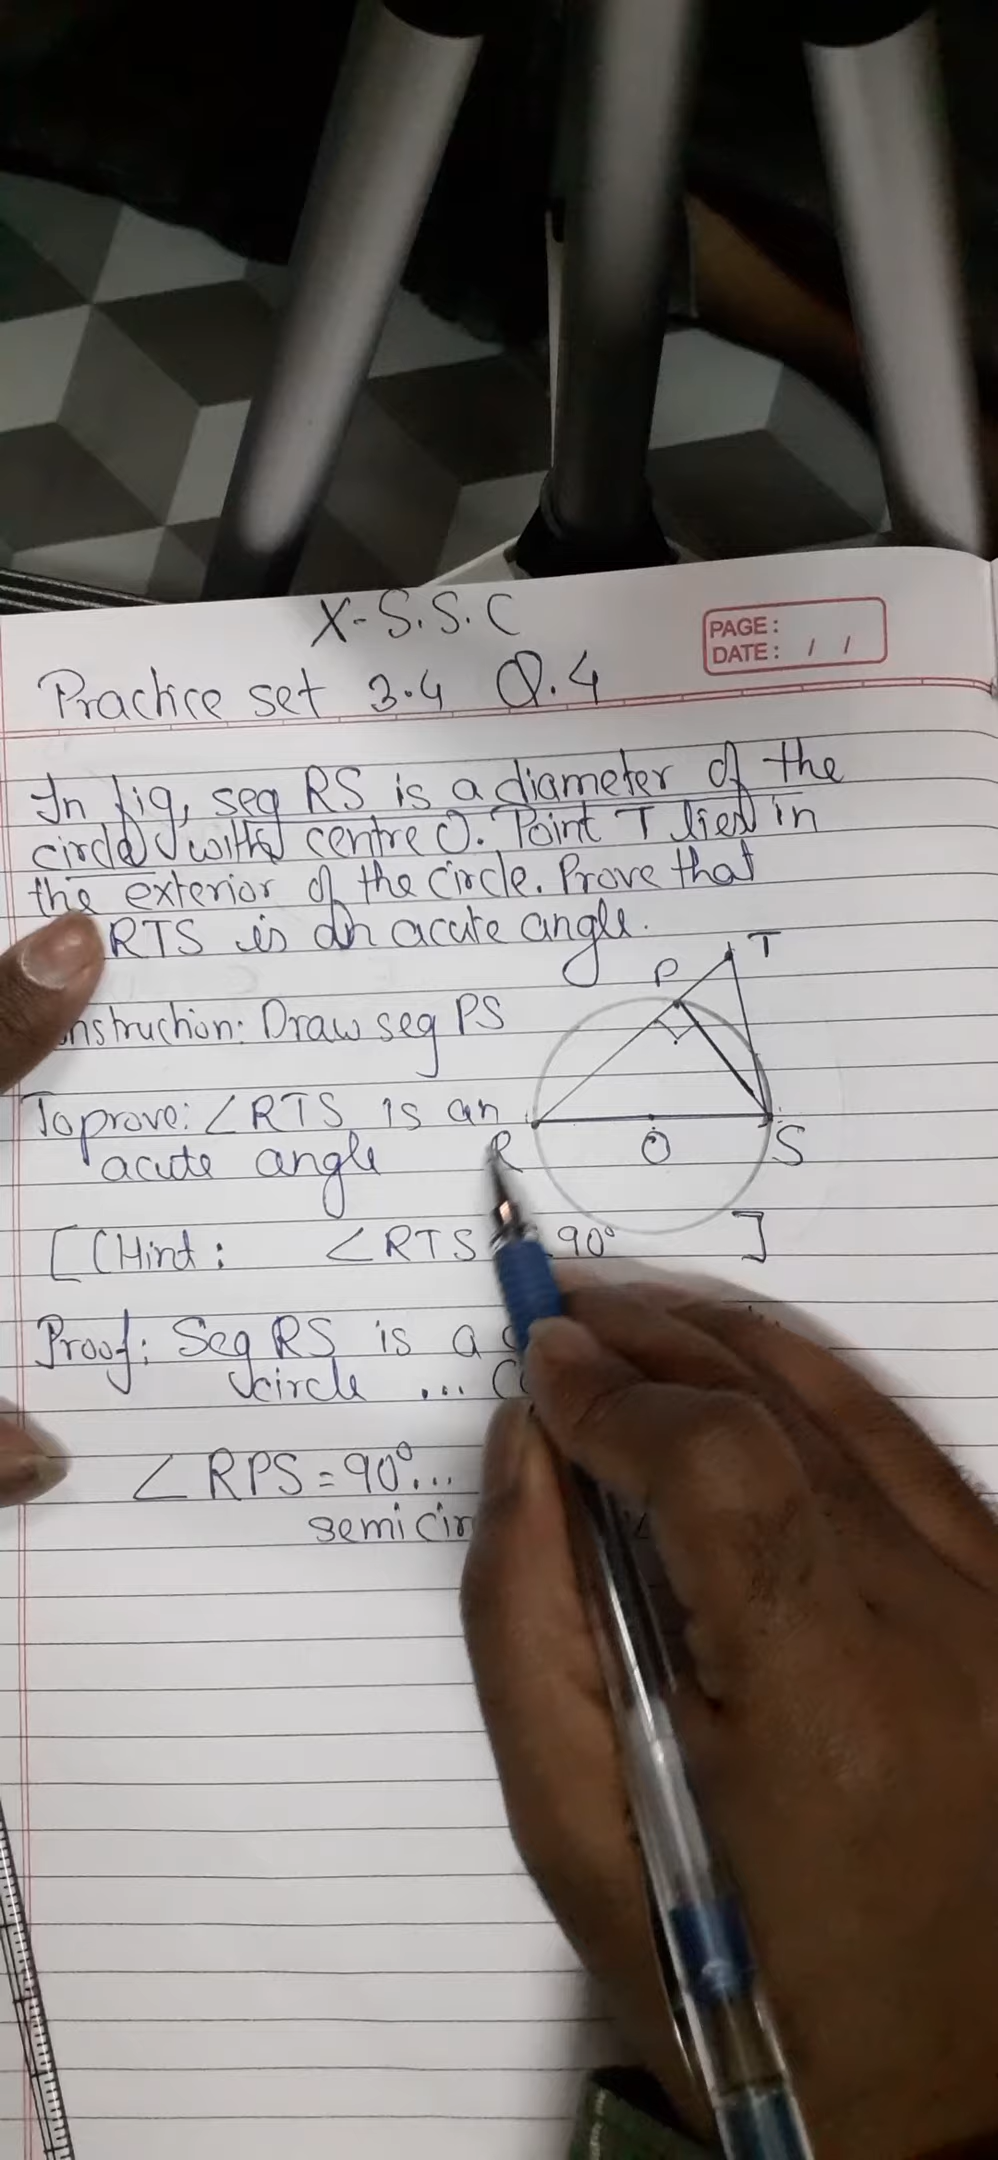 X-S.S.C
PAGE:
DATE: / /
Practice set 3.4 Q.4
In fig, seg RS is a diameter of the
circle with centre O. Point T lies in
the exterior of the circle. Prove that
RTS is an acute angle.
T
P
nstruction: Draw seg PS
To prove: ∠RTS is an
acute angle
R
O
S
[(Hint: ∠RTS 90° ]
Proof: Seg RS is a
circle ... (
∠RPS = 90°...
semi cir